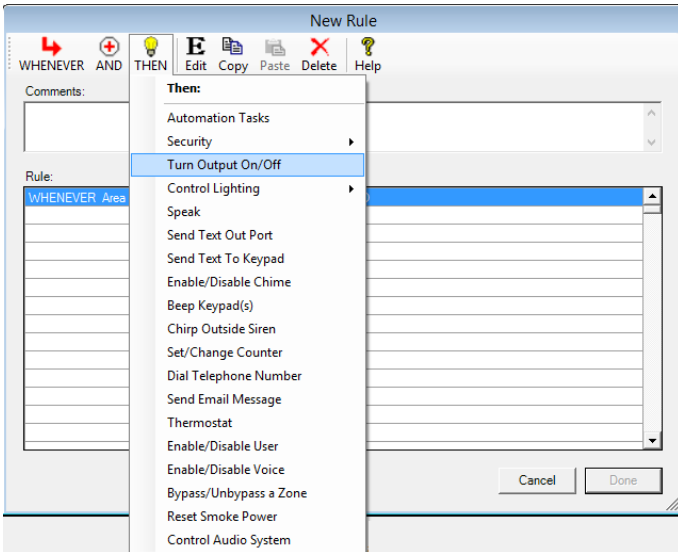 New Rule
WHENEVER AND THEN Edit Copy Paste Delete Help
Comments:
Then:
Automation Tasks
Security
Turn Output On/Off
Rule:
Control Lighting
WHENEVER Area
Speak
Send Text Out Port
Send Text To Keypad
Enable/Disable Chime
Beep Keypad(s)
Chirp Outside Siren
Set/Change Counter
Dial Telephone Number
Send Email Message
Thermostat
Enable/Disable User
Enable/Disable Voice
Bypass/Unbypass a Zone
Reset Smoke Power
Control Audio System
Cancel Done